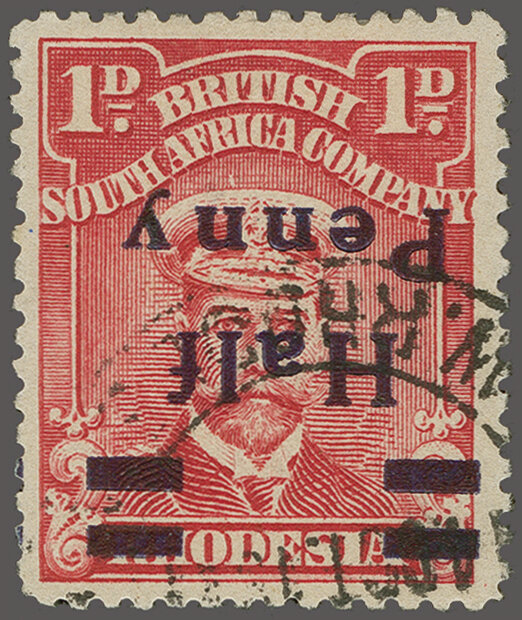 1D. 1D.
BRITISH
SOUTH AFRICA COMPANY
Half
Penny
RHODESIA